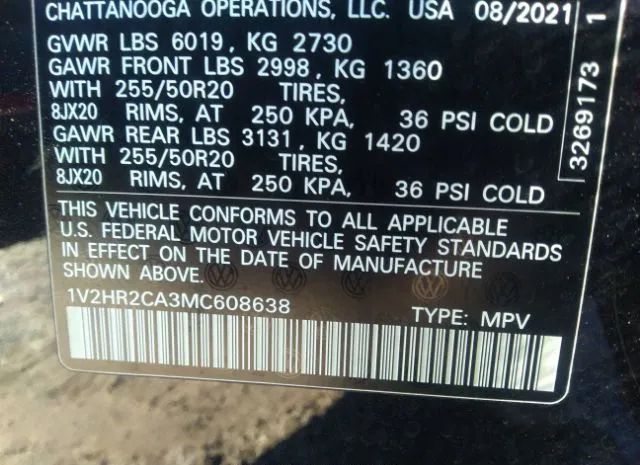 CHATTANOOGA OPERATIONS, LLC. USA 08/2021
GVWR LBS 6019, KG 2730
GAWR FRONT LBS 2998, KG 1360
WITH 255/50R20 TIRES,
8JX20 RIMS, AT 250 KPA, 36 PSI COLD
GAWR REAR LBS 3131, KG 1420
WITH 255/50R20 TIRES,
8JX20 RIMS, AT 250 KPA, 36 PSI COLD
THIS VEHICLE CONFORMS TO ALL APPLICABLE
U.S. FEDERAL MOTOR VEHICLE SAFETY STANDARDS
IN EFFECT ON THE DATE OF MANUFACTURE
SHOWN ABOVE.
1V2HR2CA3MC608638 TYPE: MPV
3269173 1